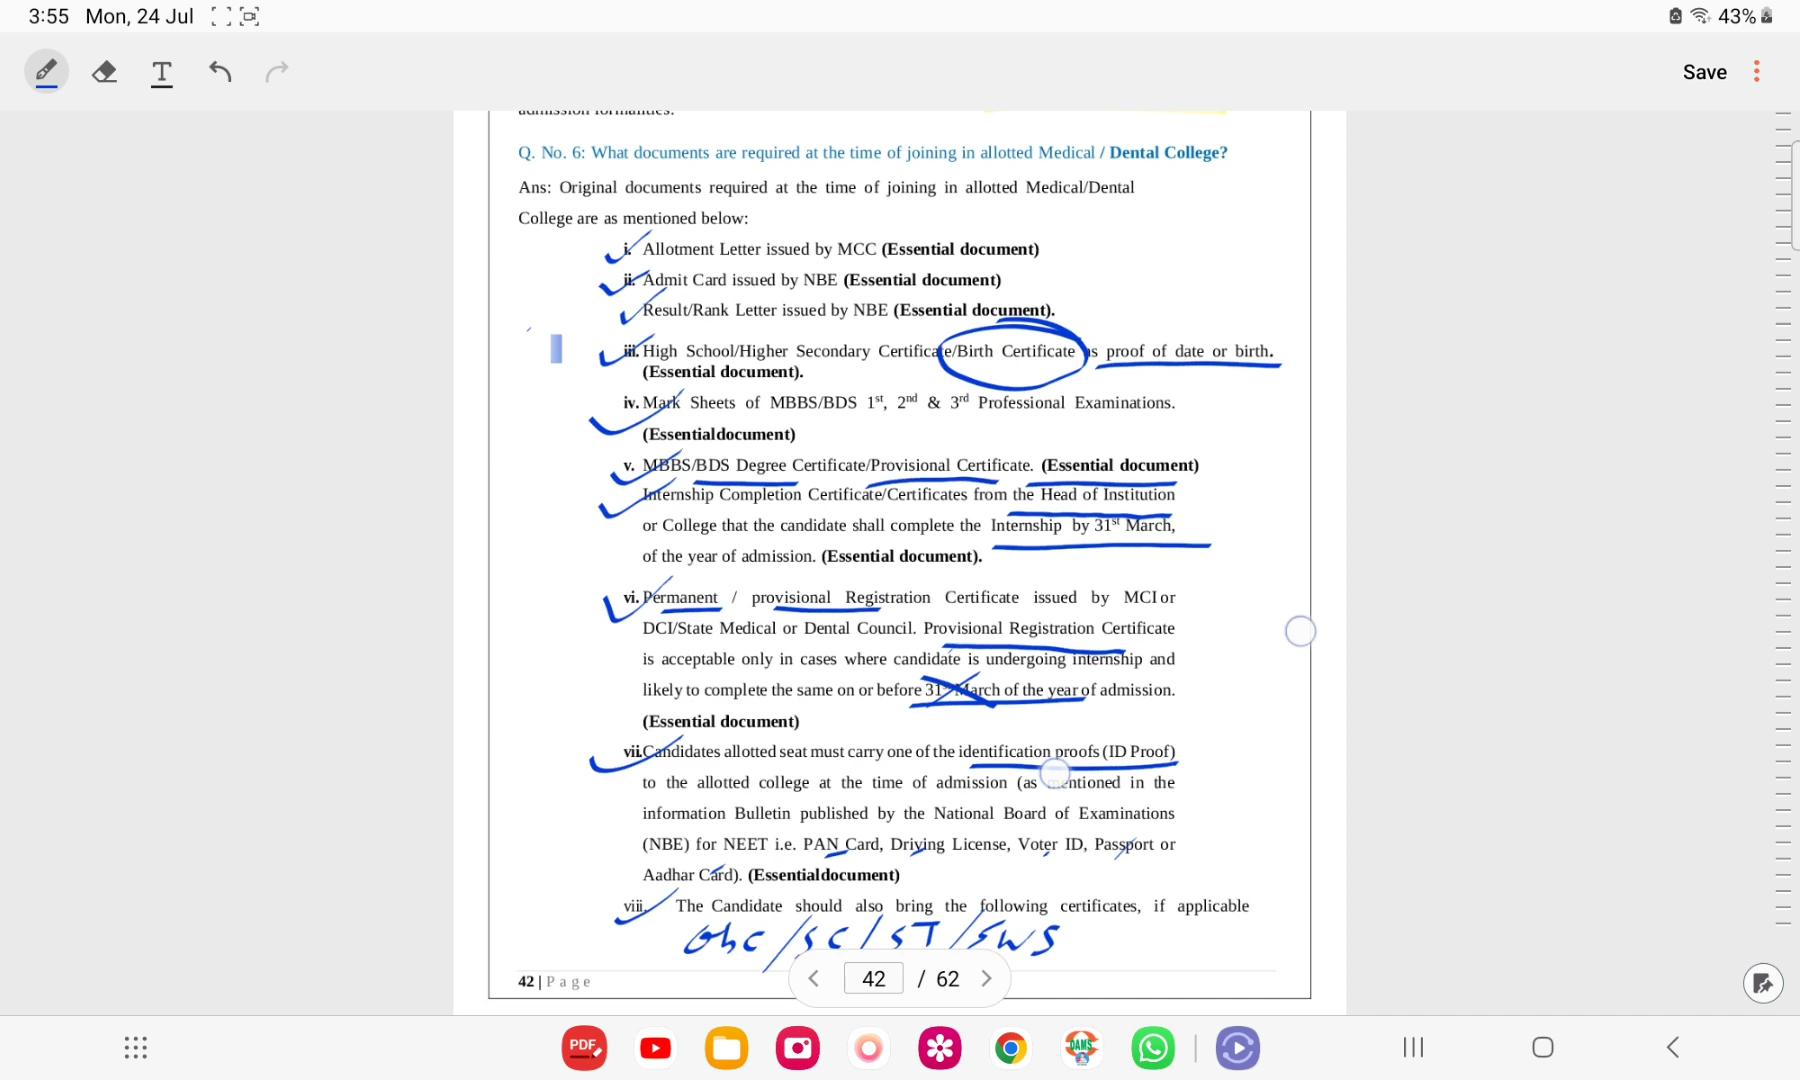 3:55 Mon, 24 Jul 43%
T Save
admission formalities.
Q. No. 6: What documents are required at the time of joining in allotted Medical / Dental College?
Ans: Original documents required at the time of joining in allotted Medical/Dental
College are as mentioned below:
i. Allotment Letter issued by MCC (Essential document)
ii. Admit Card issued by NBE (Essential document)
Result/Rank Letter issued by NBE (Essential document).
iii. High School/Higher Secondary Certificate/Birth Certificate as proof of date or birth.
(Essential document).
iv. Mark Sheets of MBBS/BDS 1st, 2nd & 3rd Professional Examinations.
(Essentialdocument)
v. MBBS/BDS Degree Certificate/Provisional Certificate. (Essential document)
Internship Completion Certificate/Certificates from the Head of Institution
or College that the candidate shall complete the Internship by 31st March,
of the year of admission. (Essential document).
vi. Permanent / provisional Registration Certificate issued by MCI or
DCI/State Medical or Dental Council. Provisional Registration Certificate
is acceptable only in cases where candidate is undergoing internship and
likely to complete the same on or before 31st March of the year of admission.
(Essential document)
vii. Candidates allotted seat must carry one of the identification proofs (ID Proof)
to the allotted college at the time of admission (as mentioned in the
information Bulletin published by the National Board of Examinations
(NBE) for NEET i.e. PAN Card, Driving License, Voter ID, Passport or
Aadhar Card). (Essentialdocument)
viii. The Candidate should also bring the following certificates, if applicable
obc/SC/ST/EWS
42 | Page
42 / 62
PDF
DAMS